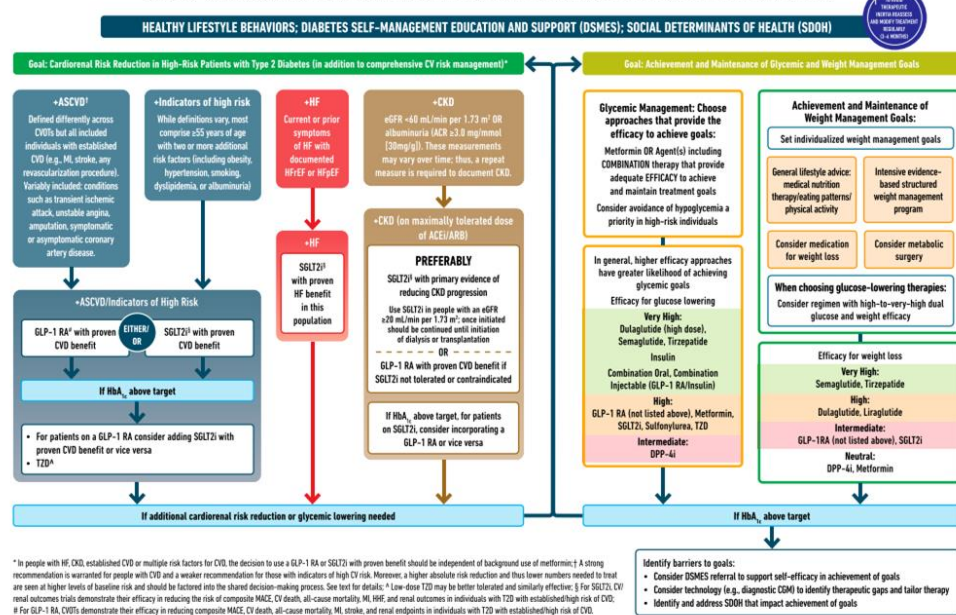 HEALTHY LIFESTYLE BEHAVIORS; DIABETES SELF-MANAGEMENT EDUCATION AND SUPPORT (DSMES); SOCIAL DETERMINANTS OF HEALTH (SDOH)
THERAPEUTIC
INERTIA REASSESS
AND MODIFY TREATMENT
REGULARLY
(3-6 MONTHS)
Goal: Cardiorenal Risk Reduction in High-Risk Patients with Type 2 Diabetes (in addition to comprehensive CV risk management)*
+ASCVD†
Defined differently across
CVOTs but all included
individuals with established
CVD (e.g., MI, stroke, any
revascularization procedure).
Variably included: conditions
such as transient ischemic
attack, unstable angina,
amputation, symptomatic
or asymptomatic coronary
artery disease.
+Indicators of high risk
While definitions vary, most
comprise ≥55 years of age
with two or more additional
risk factors (including obesity,
hypertension, smoking,
dyslipidemia, or albuminuria)
+HF
Current or prior
symptoms
of HF with
documented
HFrEF or HFpEF
+CKD
eGFR <60 mL/min per 1.73 m² OR
albuminuria (ACR ≥3.0 mg/mmol
[30mg/g]). These measurements
may vary over time; thus, a repeat
measure is required to document CKD.
+ASCVD/Indicators of High Risk
GLP-1 RA# with proven
CVD benefit
EITHER/
OR
SGLT2i§ with proven
CVD benefit
If HbA1c above target
• For patients on a GLP-1 RA consider adding SGLT2i with
proven CVD benefit or vice versa
• TZD^
+HF
SGLT2i§
with proven
HF benefit
in this
population
+CKD (on maximally tolerated dose
of ACEi/ARB)
PREFERABLY
SGLT2i§ with primary evidence of
reducing CKD progression
Use SGLT2i in people with an eGFR
≥20 mL/min per 1.73 m²; once initiated
should be continued until initiation
of dialysis or transplantation
OR
GLP-1 RA with proven CVD benefit if
SGLT2i not tolerated or contraindicated
If HbA1c above target, for patients
on SGLT2i, consider incorporating a
GLP-1 RA or vice versa
If additional cardiorenal risk reduction or glycemic lowering needed
Goal: Achievement and Maintenance of Glycemic and Weight Management Goals
Glycemic Management: Choose
approaches that provide the
efficacy to achieve goals:
Metformin OR Agent(s) including
COMBINATION therapy that provide
adequate EFFICACY to achieve
and maintain treatment goals
Consider avoidance of hypoglycemia a
priority in high-risk individuals
In general, higher efficacy approaches
have greater likelihood of achieving
glycemic goals
Efficacy for glucose lowering
Very High:
Dulaglutide (high dose),
Semaglutide, Tirzepatide
Insulin
Combination Oral, Combination
Injectable (GLP-1 RA/Insulin)
High:
GLP-1 RA (not listed above), Metformin,
SGLT2i, Sulfonylurea, TZD
Intermediate:
DPP-4i
Achievement and Maintenance of
Weight Management Goals:
Set individualized weight management goals
General lifestyle advice:
medical nutrition
therapy/eating patterns/
physical activity
Intensive evidence-
based structured
weight management
program
Consider medication
for weight loss
Consider metabolic
surgery
When choosing glucose-lowering therapies:
Consider regimen with high-to-very-high dual
glucose and weight efficacy
Efficacy for weight loss
Very High:
Semaglutide, Tirzepatide
High:
Dulaglutide, Liraglutide
Intermediate:
GLP-1RA (not listed above), SGLT2i
Neutral:
DPP-4i, Metformin
If HbA1c above target
Identify barriers to goals:
• Consider DSMES referral to support self-efficacy in achievement of goals
• Consider technology (e.g., diagnostic CGM) to identify therapeutic gaps and tailor therapy
• Identify and address SDOH that impact achievement of goals
* In people with HF, CKD, established CVD or multiple risk factors for CVD, the decision to use a GLP-1 RA or SGLT2i with proven benefit should be independent of background use of metformin;† A strong
recommendation is warranted for people with CVD and a weaker recommendation for those with indicators of high CV risk. Moreover, a higher absolute risk reduction and thus lower numbers needed to treat
are seen at higher levels of baseline risk and should be factored into the shared decision-making process. See text for details; ^ Low-dose TZD may be better tolerated and similarly effective; § For SGLT2i, CV/
renal outcomes trials demonstrate their efficacy in reducing the risk of composite MACE, CV death, all-cause mortality, MI, HHF, and renal outcomes in individuals with T2D with established/high risk of CVD;
# For GLP-1 RA, CVOTs demonstrate their efficacy in reducing composite MACE, CV death, all-cause mortality, MI, stroke, and renal endpoints in individuals with T2D with established/high risk of CVD.